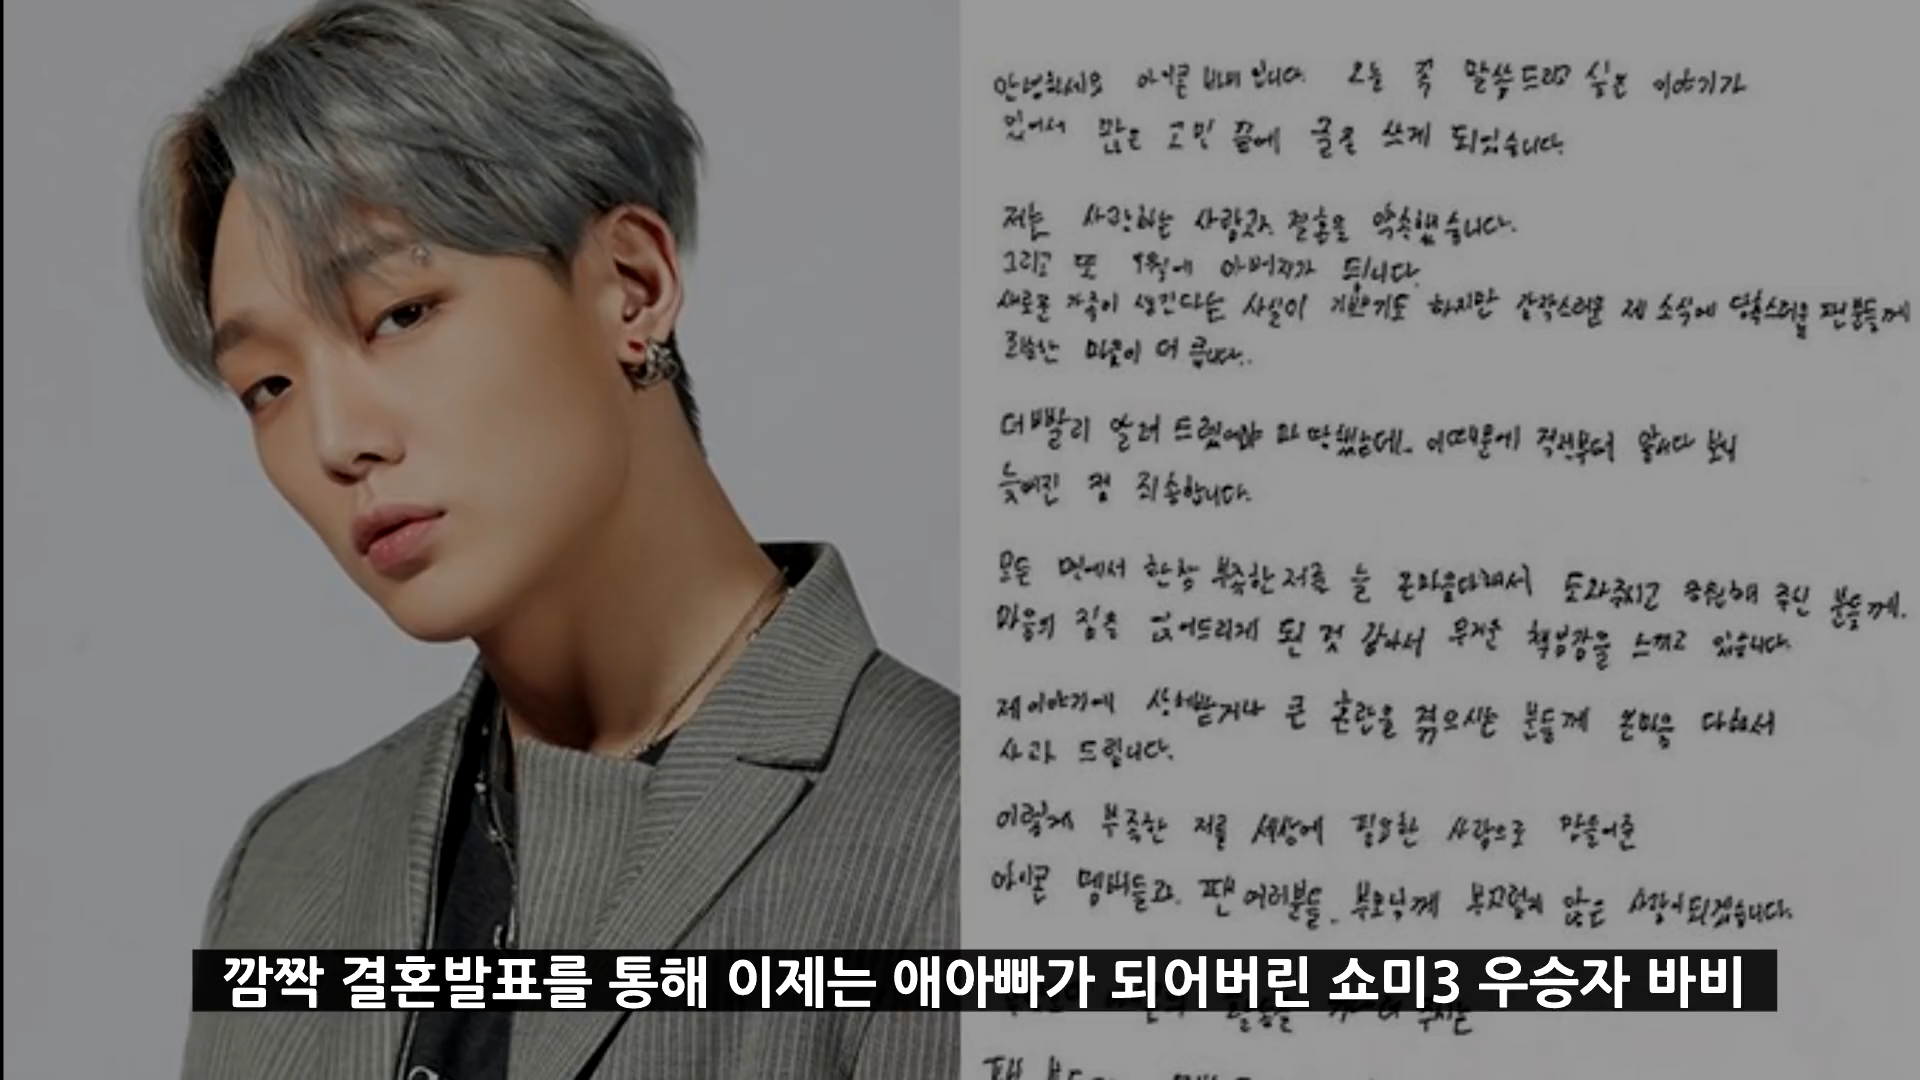 안녕하세요 아이콘 바비 입니다. 오늘 꼭 말씀드리고 싶은 이야기가
있어서 많은 고민 끝에 글을 쓰게 되었습니다.
저는 사랑하는 사람과 결혼을 약속했습니다.
그리고 또 9월에 아버지가 됩니다.
새로운 가족이 생긴다는 사실이 기쁘기도 하지만 갑작스러운 제 소식에 당혹스러울 팬분들께
죄송한 마음이 더 큽니다..
더 빨리 알려 드렸어야 마땅했는데.. 이때문에 걱정부터 앞서다 보니
늦어진 점 죄송합니다.
모든 면에서 한참 부족한 저를 늘 온마음다해서 도와주시고 응원해 주신 분들께.
마음의 짐을 얹어드리게 된 것 같아서 무거운 책임감을 느끼고 있습니다.
제 이야기에 상처받거나 큰 혼란을 겪으시는 분들께 온마음 다해서
사과 드립니다.
이렇게 부족한 저를 세상에 필요한 사람으로 만들어준
아이콘 멤버들과. 팬 여러분들. 부모님께 부끄럽지 않은 사람이되겠습니다.
깜짝 결혼발표를 통해 이제는 애아빠가 되어버린 쇼미3 우승자 바비